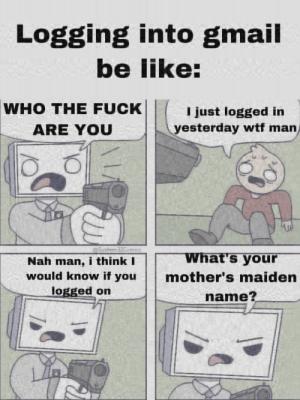 Logging into gmail
be like:
WHO THE FUCK
ARE YOU
I just logged in
yesterday wtf man
Nah man, i think I
would know if you
logged on
What's your
mother's maiden
name?